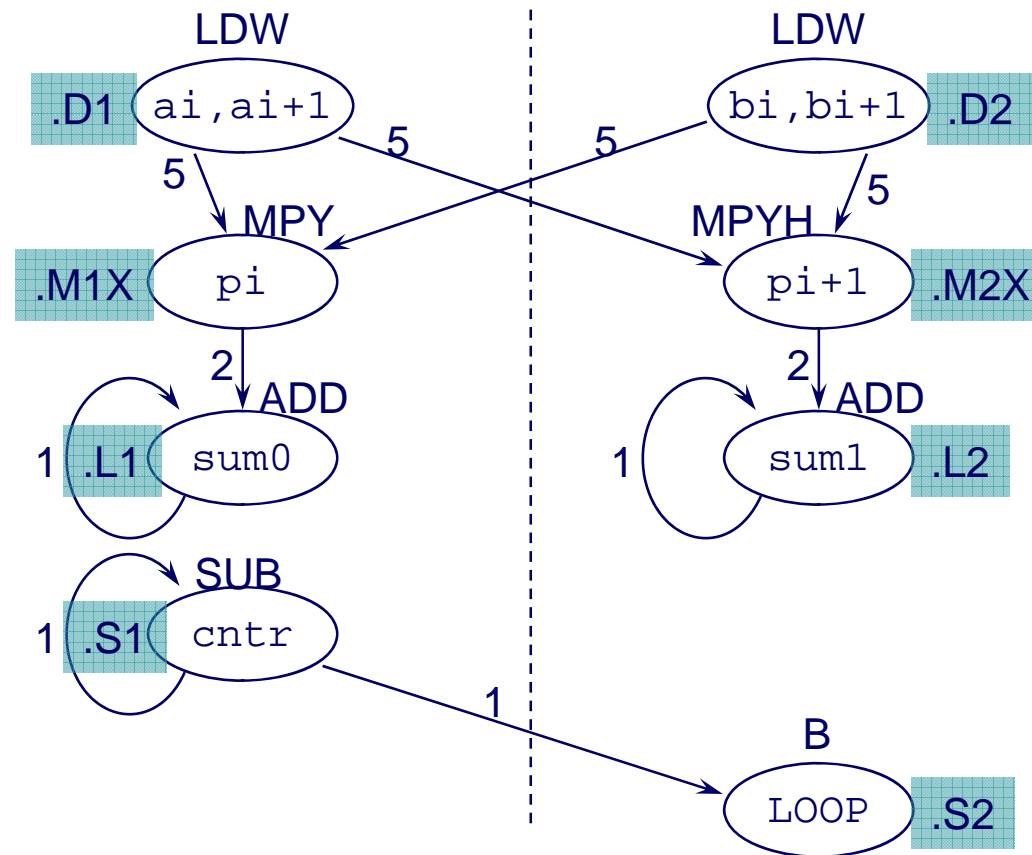 LDW LDW
.D1 ai,ai+1 bi,bi+1 .D2
5 5 5 5
MPY MPYH
.M1X pi pi+1 .M2X
2 2
ADD ADD
1 .L1 sum0 1 sum1 .L2
SUB
1 .S1 cntr
1
B
LOOP .S2